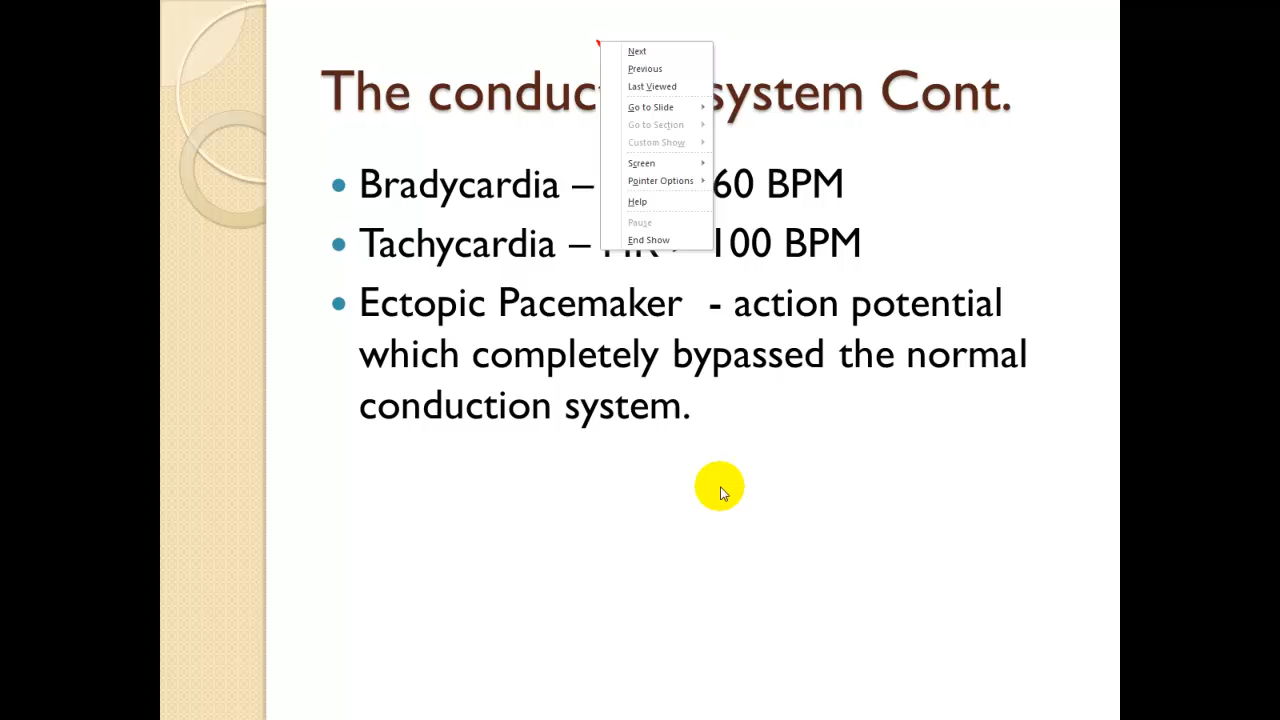 The conduc system Cont.
Next
Previous
Last Viewed
Go to Slide
Go to Section
Custom Show
Screen
Pointer Options
Help
Pause
End Show
• Bradycardia – 60 BPM
• Tachycardia – HR > 100 BPM
• Ectopic Pacemaker - action potential
which completely bypassed the normal
conduction system.